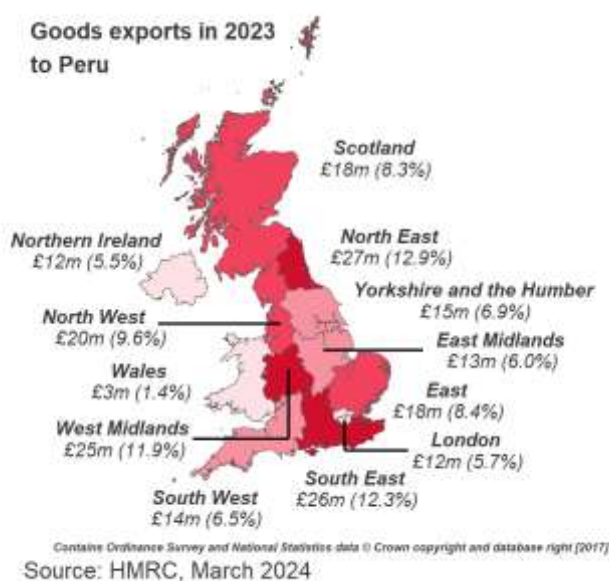 Goods exports in 2023
to Peru
Scotland
£18m (8.3%)
Northern Ireland
£12m (5.5%)
North East
£27m (12.9%)
Yorkshire and the Humber
£15m (6.9%)
North West
£20m (9.6%)
East Midlands
£13m (6.0%)
Wales
£3m (1.4%)
East
£18m (8.4%)
West Midlands
£25m (11.9%)
London
£12m (5.7%)
South East
£26m (12.3%)
South West
£14m (6.5%)
Contains Ordinance Survey and National Statistics data © Crown copyright and database right [2017]
Source: HMRC, March 2024